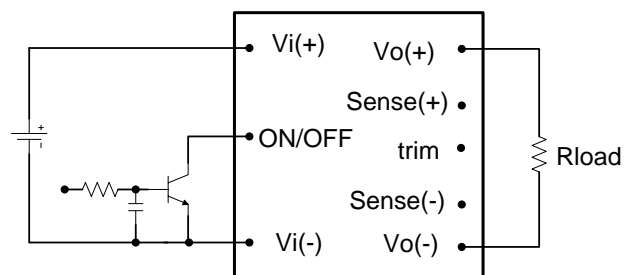 Vi(+)
Vo(+)
Sense(+)
ON/OFF
trim
Rload
Sense(-)
Vi(-)
Vo(-)
+
-